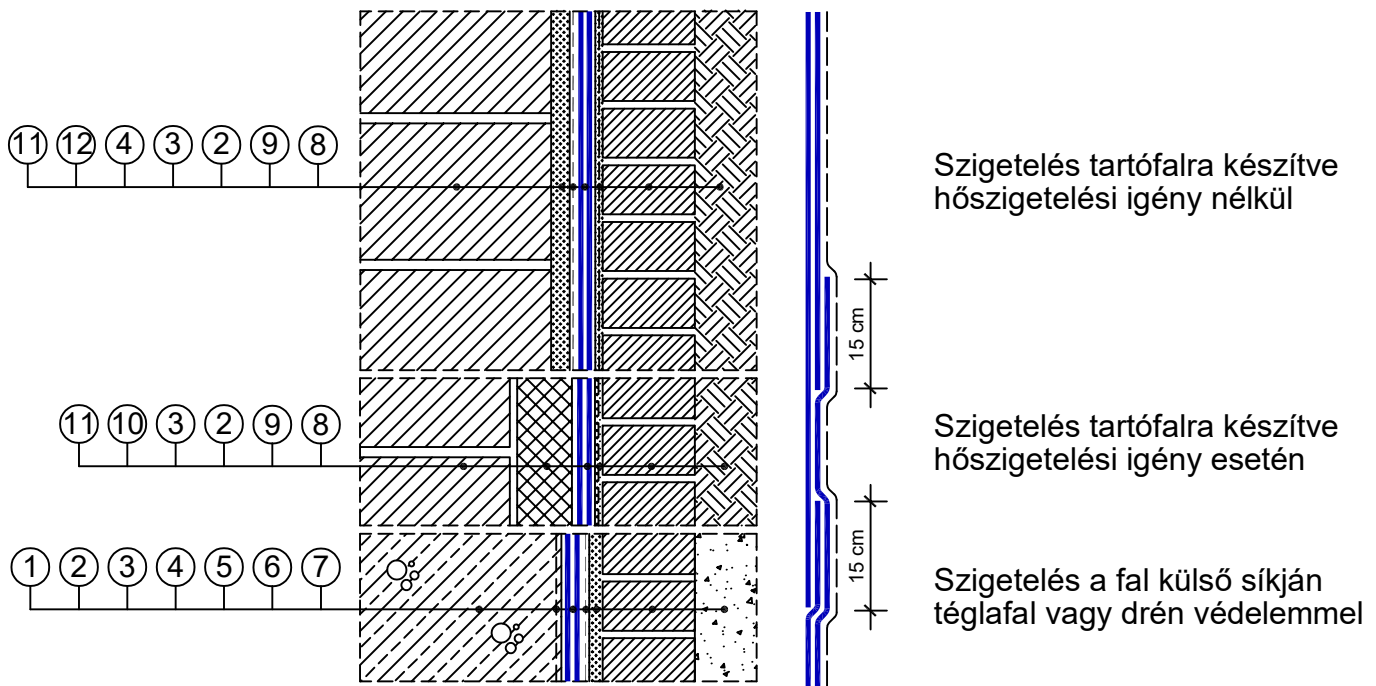 11 12 4 3 2 9 8
Szigetelés tartófalra készítve
hőszigetelési igény nélkül
15 cm
11 10 3 2 9 8
Szigetelés tartófalra készítve
hőszigetelési igény esetén
15 cm
1 2 3 4 5 6 7
Szigetelés a fal külső síkján
téglafal vagy drén védelemmel